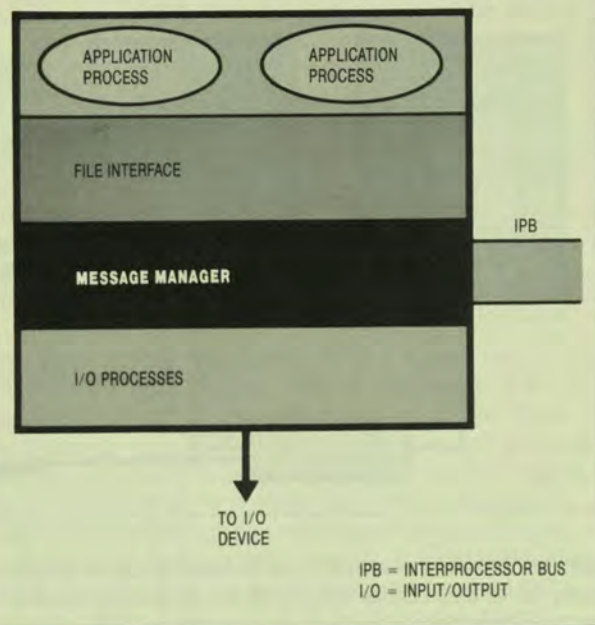 APPLICATION
PROCESS
APPLICATION
PROCESS
FILE INTERFACE
IPB
MESSAGE MANAGER
I/O PROCESSES
TO I/O
DEVICE
IPB = INTERPROCESSOR BUS
I/O = INPUT/OUTPUT